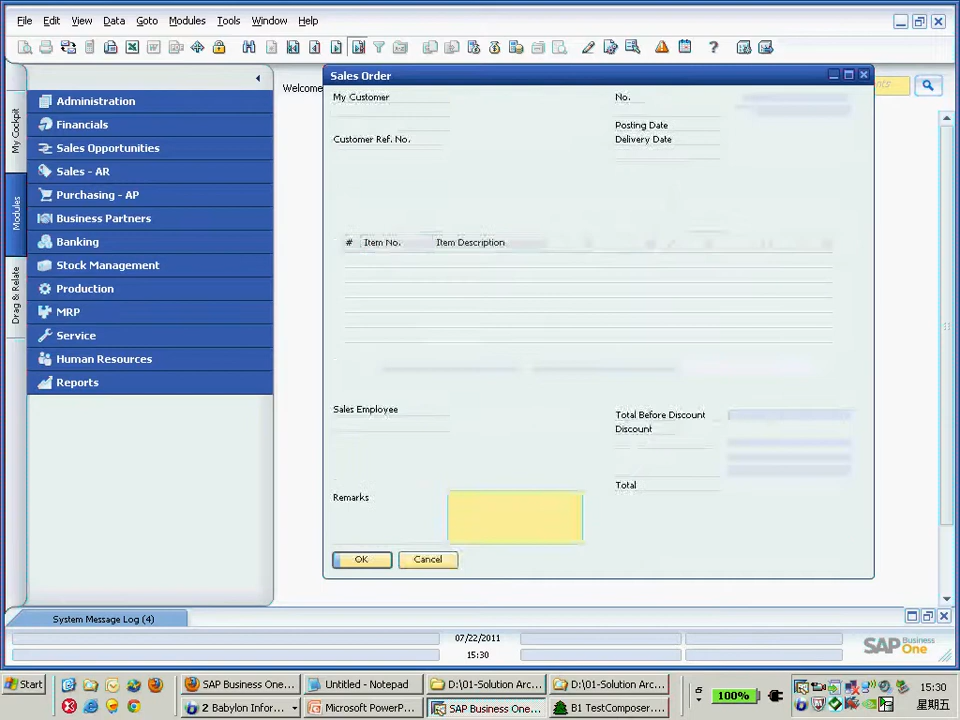 File Edit View Data Goto Modules Tools Window Help
Sales Order
Welcome
My Cockpit
Modules
Drag & Relate
Administration
Financials
Sales Opportunities
Sales - AR
Purchasing - AP
Business Partners
Banking
Stock Management
Production
MRP
Service
Human Resources
Reports
My Customer
No.
Posting Date
Customer Ref. No.
Delivery Date
# Item No. Item Description
Sales Employee
Total Before Discount
Discount
Total
Remarks
OK Cancel
System Message Log (4)
07/22/2011
15:30
SAP Business One
Start
SAP Business One...
Untitled - Notepad
D:\01-Solution Arc...
D:\01-Solution Arc...
100%
15:30
2 Babylon Infor...
Microsoft PowerP...
SAP Business One...
B1 TestComposer...
星期五